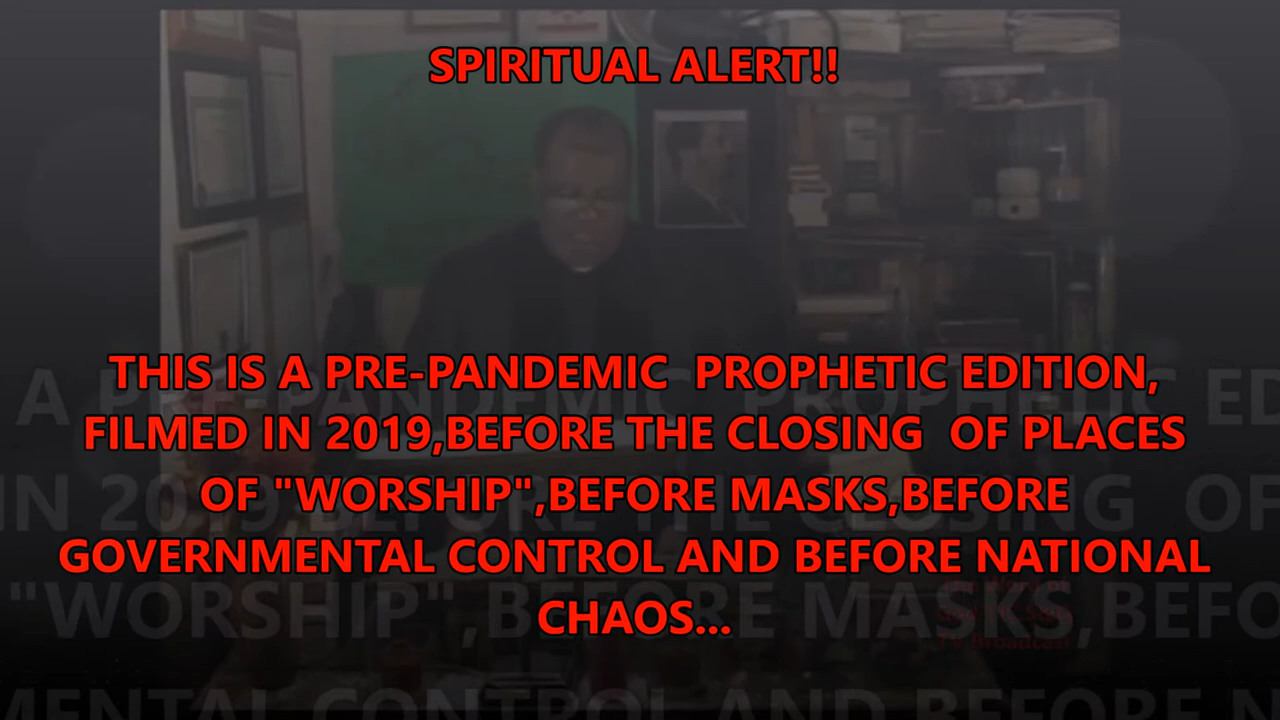 SPIRITUAL ALERT!!
THIS IS A PRE-PANDEMIC  PROPHETIC EDITION,
FILMED IN 2019,BEFORE THE CLOSING  OF PLACES
OF "WORSHIP",BEFORE MASKS,BEFORE
GOVERNMENTAL CONTROL AND BEFORE NATIONAL
CHAOS...